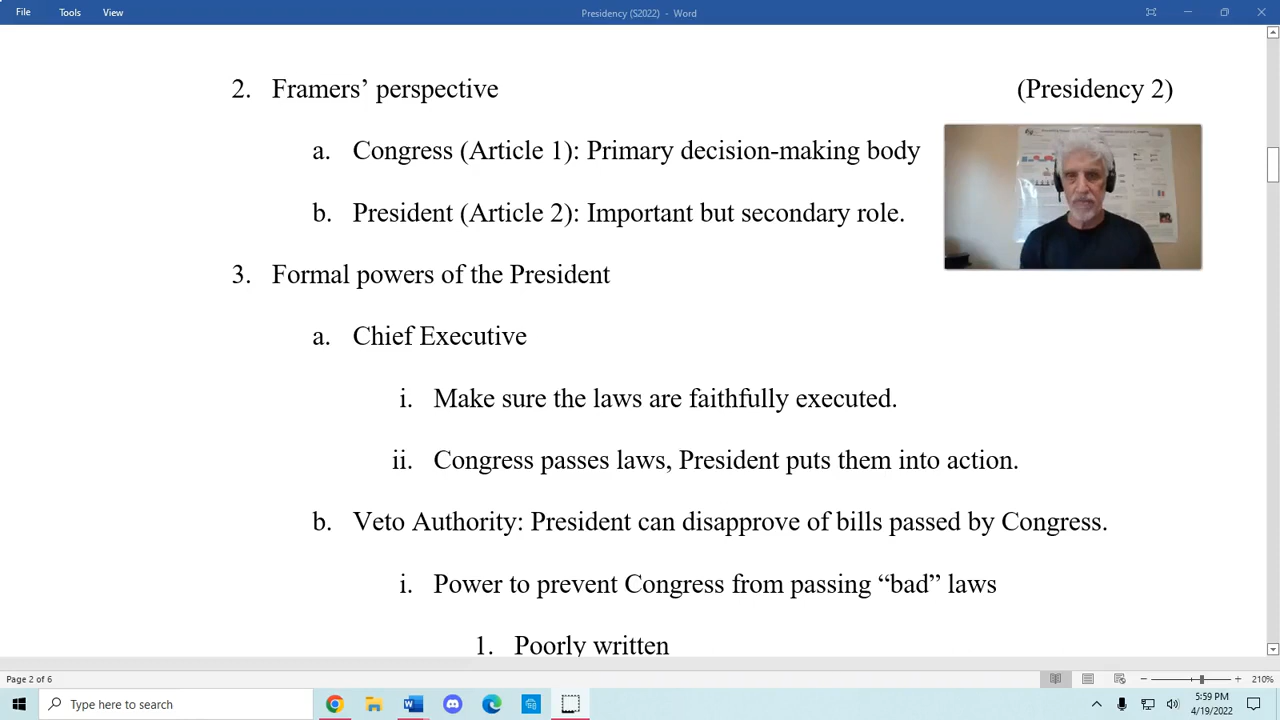 File Tools View Presidency (S2022) - Word
2. Framers’ perspective (Presidency 2)
a. Congress (Article 1): Primary decision-making body
b. President (Article 2): Important but secondary role.
3. Formal powers of the President
a. Chief Executive
i. Make sure the laws are faithfully executed.
ii. Congress passes laws, President puts them into action.
b. Veto Authority: President can disapprove of bills passed by Congress.
i. Power to prevent Congress from passing “bad” laws
1. Poorly written
Page 2 of 6 210%
Type here to search 5:59 PM
4/19/2022